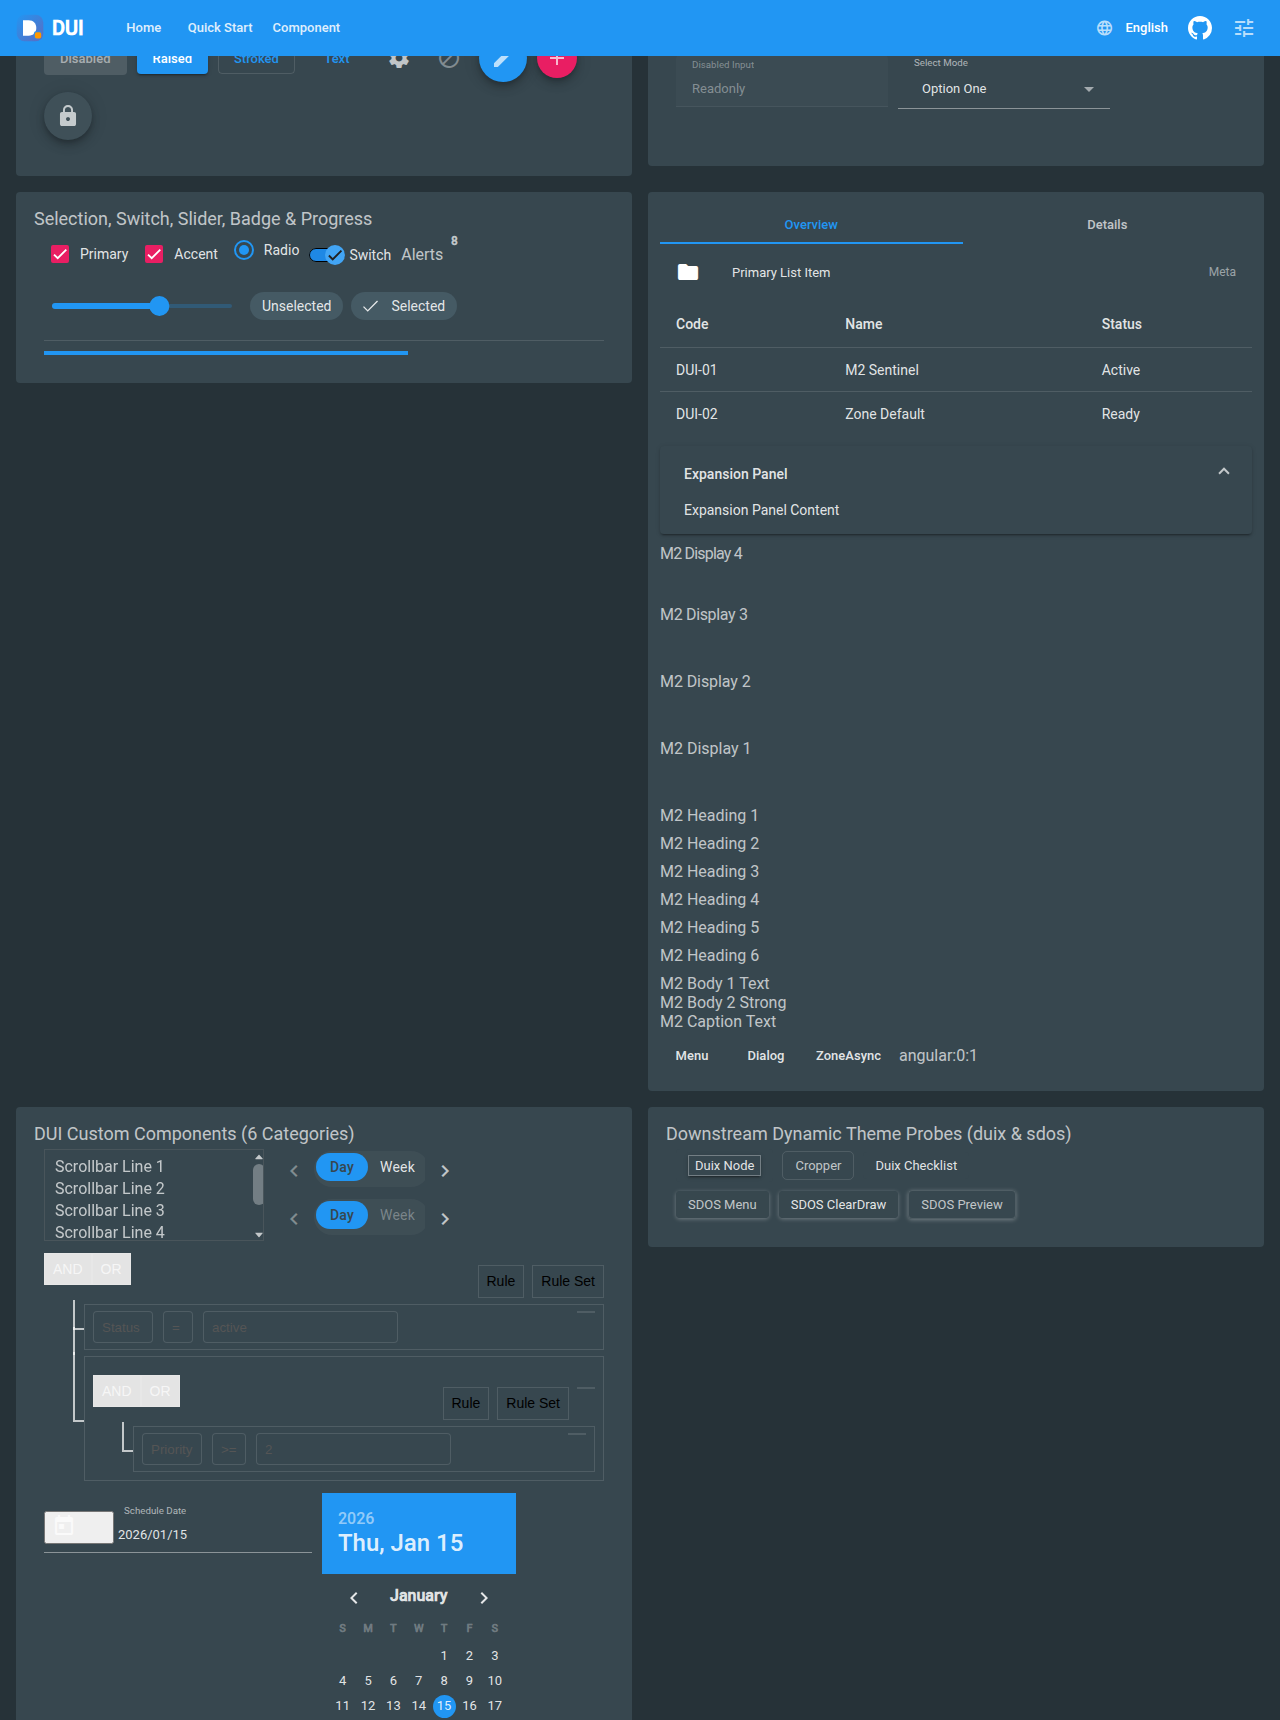 DUI
Home
Quick Start
Component
English
Disabled
Raised
Stroked
Text
Disabled Input
Readonly
Select Mode
Option One
Selection, Switch, Slider, Badge & Progress
Primary
Accent
Radio
Switch
Alerts
8
Unselected
Selected
Overview
Details
Primary List Item
Meta
Code Name Status
DUI-01 M2 Sentinel Active
DUI-02 Zone Default Ready
Expansion Panel
Expansion Panel Content
M2 Display 4
M2 Display 3
M2 Display 2
M2 Display 1
M2 Heading 1
M2 Heading 2
M2 Heading 3
M2 Heading 4
M2 Heading 5
M2 Heading 6
M2 Body 1 Text
M2 Body 2 Strong
M2 Caption Text
Menu
Dialog
ZoneAsync
angular:0:1
DUI Custom Components (6 Categories)
Scrollbar Line 1
Scrollbar Line 2
Scrollbar Line 3
Scrollbar Line 4
Day
Week
Day
Week
AND
OR
Rule
Rule Set
Status
=
active
AND
OR
Rule
Rule Set
Priority
>=
2
Schedule Date
2026/01/15
2026
Thu, Jan 15
January
S M T W T F S
1 2 3
4 5 6 7 8 9 10
11 12 13 14 15 16 17
Downstream Dynamic Theme Probes (duix & sdos)
Duix Node
Cropper
Duix Checklist
SDOS Menu
SDOS ClearDraw
SDOS Preview